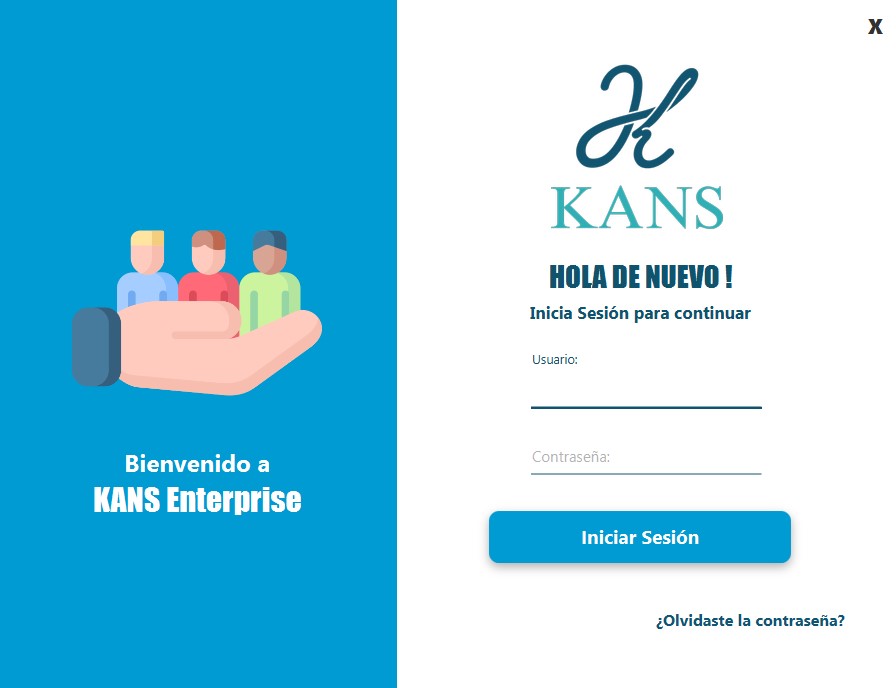 Bienvenido a
KANS Enterprise
X
KANS
HOLA DE NUEVO !
Inicia Sesión para continuar
Usuario:
Contraseña:
Iniciar Sesión
¿Olvidaste la contraseña?